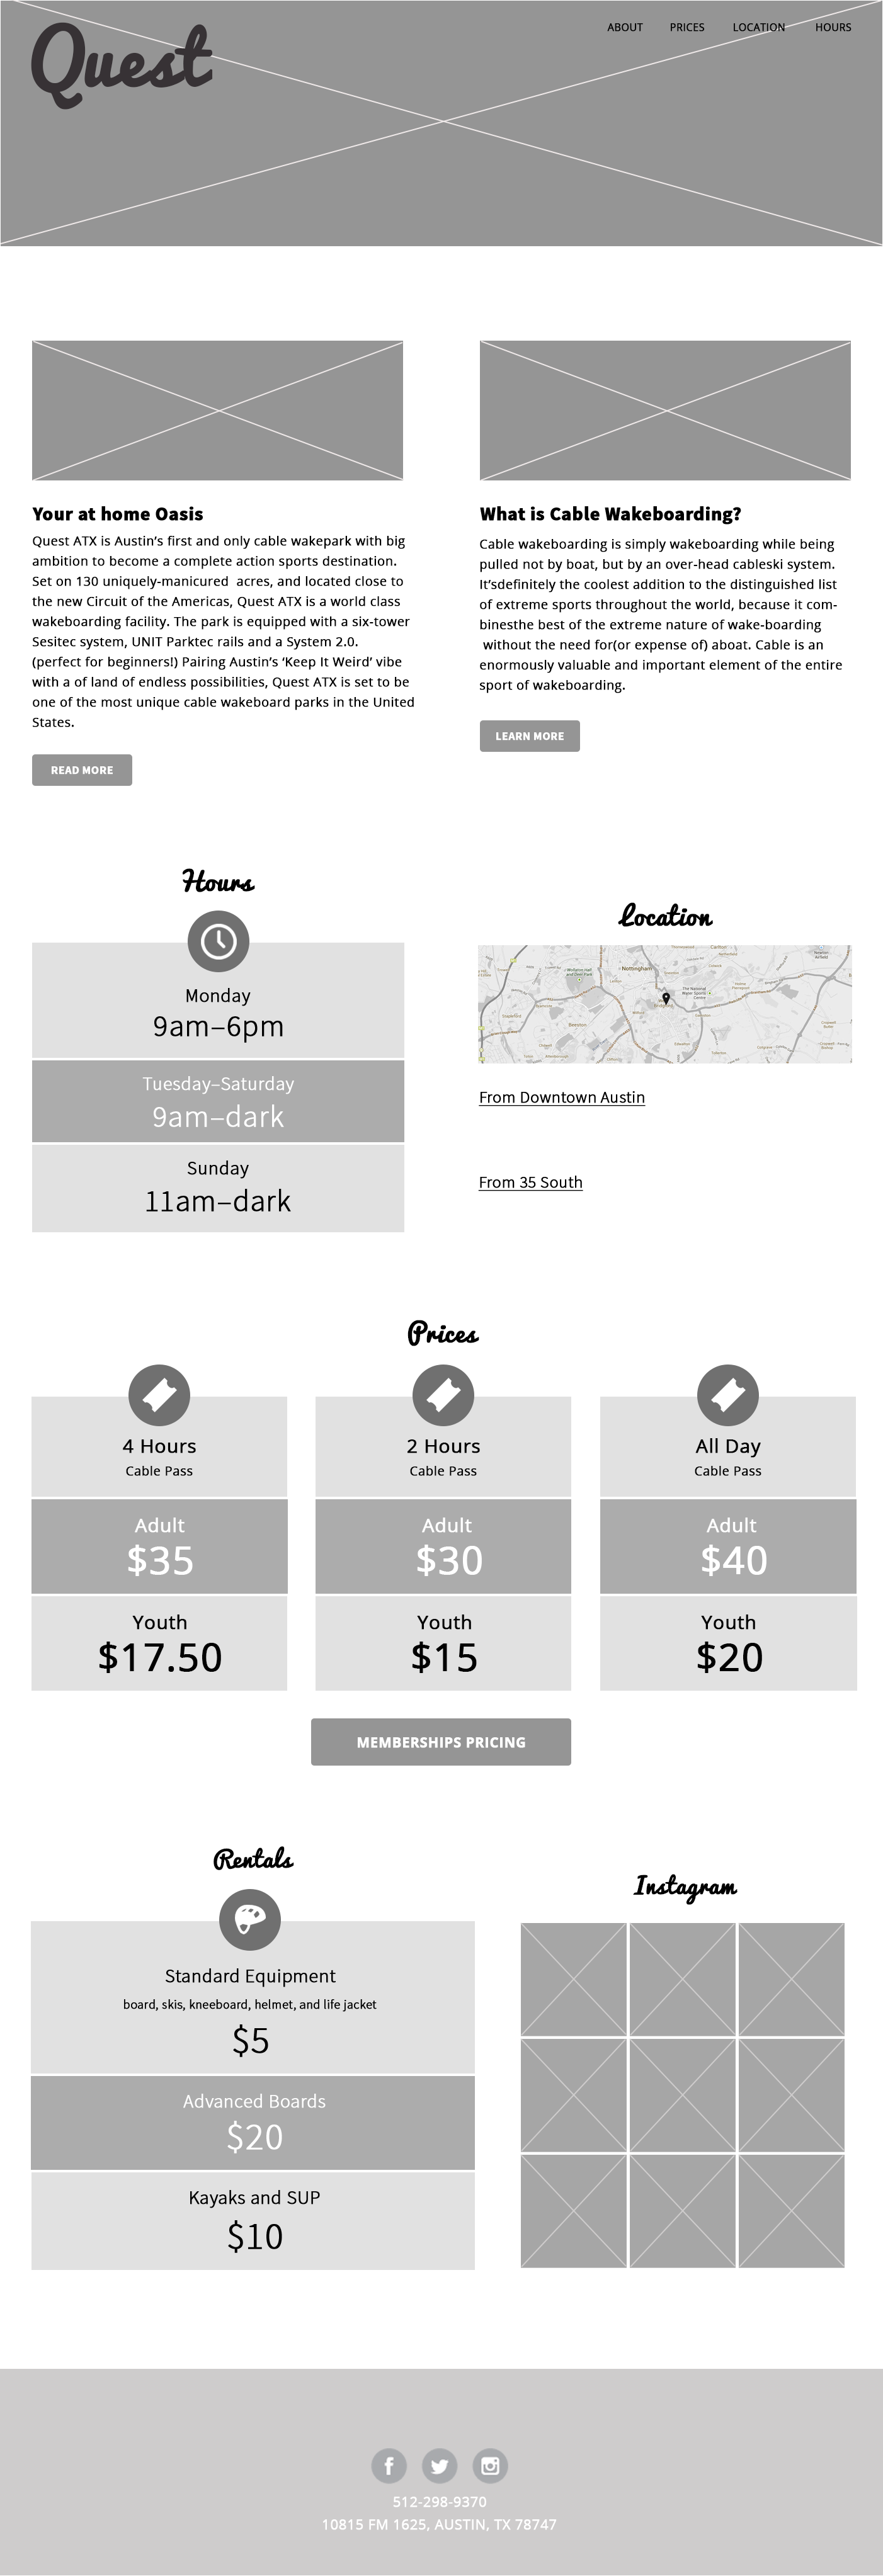 Quest
ABOUT PRICES LOCATION HOURS
Your at home Oasis
Quest ATX is Austin's first and only cable wakepark with big
ambition to become a complete action sports destination.
Set on 130 uniquely-manicured  acres, and located close to
the new Circuit of the Americas, Quest ATX is a world class
wakeboarding facility. The park is equipped with a six-tower
Sesitec system, UNIT Parktec rails and a System 2.0.
(perfect for beginners!) Pairing Austin's ‘Keep It Weird’ vibe
with a of land of endless possibilities, Quest ATX is set to be
one of the most unique cable wakeboard parks in the United
States.
READ MORE
What is Cable Wakeboarding?
Cable wakeboarding is simply wakeboarding while being
pulled not by boat, but by an over-head cableski system.
It’sdefinitely the coolest addition to the distinguished list
of extreme sports throughout the world, because it com-
binesthe best of the extreme nature of wake-boarding
without the need for(or expense of) aboat. Cable is an
enormously valuable and important element of the entire
sport of wakeboarding.
LEARN MORE
Hours
Monday
9am–6pm
Tuesday–Saturday
9am–dark
Sunday
11am–dark
Location
Nottingham
The National
Water Sports
Centre
Beeston
From Downtown Austin
From 35 South
Prices
4 Hours
Cable Pass
Adult
$35
Youth
$17.50
2 Hours
Cable Pass
Adult
$30
Youth
$15
All Day
Cable Pass
Adult
$40
Youth
$20
MEMBERSHIPS PRICING
Rentals
Standard Equipment
board, skis, kneeboard, helmet, and life jacket
$5
Advanced Boards
$20
Kayaks and SUP
$10
Instagram
512-298-9370
10815 FM 1625, AUSTIN, TX 78747